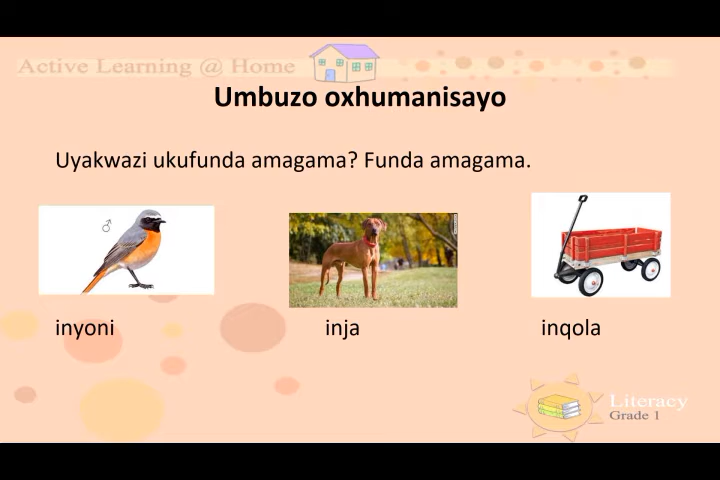 Active Learning @ Home
Umbuzo oxhumanisayo
Uyakwazi ukufunda amagama? Funda amagama.
inyoni inja inqola
Literacy
Grade 1